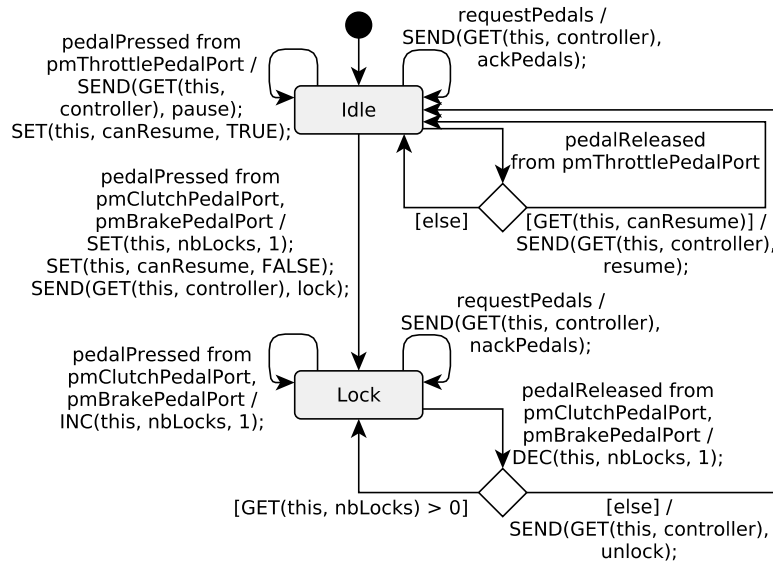 requestPedals /
SEND(GET(this, controller),
ackPedals);
pedalPressed from
pmThrottlePedalPort /
SEND(GET(this,
controller), pause);
SET(this, canResume, TRUE);
Idle
pedalReleased
from pmThrottlePedalPort
[else]
[GET(this, canResume)] /
SEND(GET(this, controller),
resume);
pedalPressed from
pmClutchPedalPort,
pmBrakePedalPort /
SET(this, nbLocks, 1);
SET(this, canResume, FALSE);
SEND(GET(this, controller), lock);
requestPedals /
SEND(GET(this, controller),
nackPedals);
pedalPressed from
pmClutchPedalPort,
pmBrakePedalPort /
INC(this, nbLocks, 1);
Lock
pedalReleased from
pmClutchPedalPort,
pmBrakePedalPort /
DEC(this, nbLocks, 1);
[GET(this, nbLocks) > 0]
[else] /
SEND(GET(this, controller),
unlock);